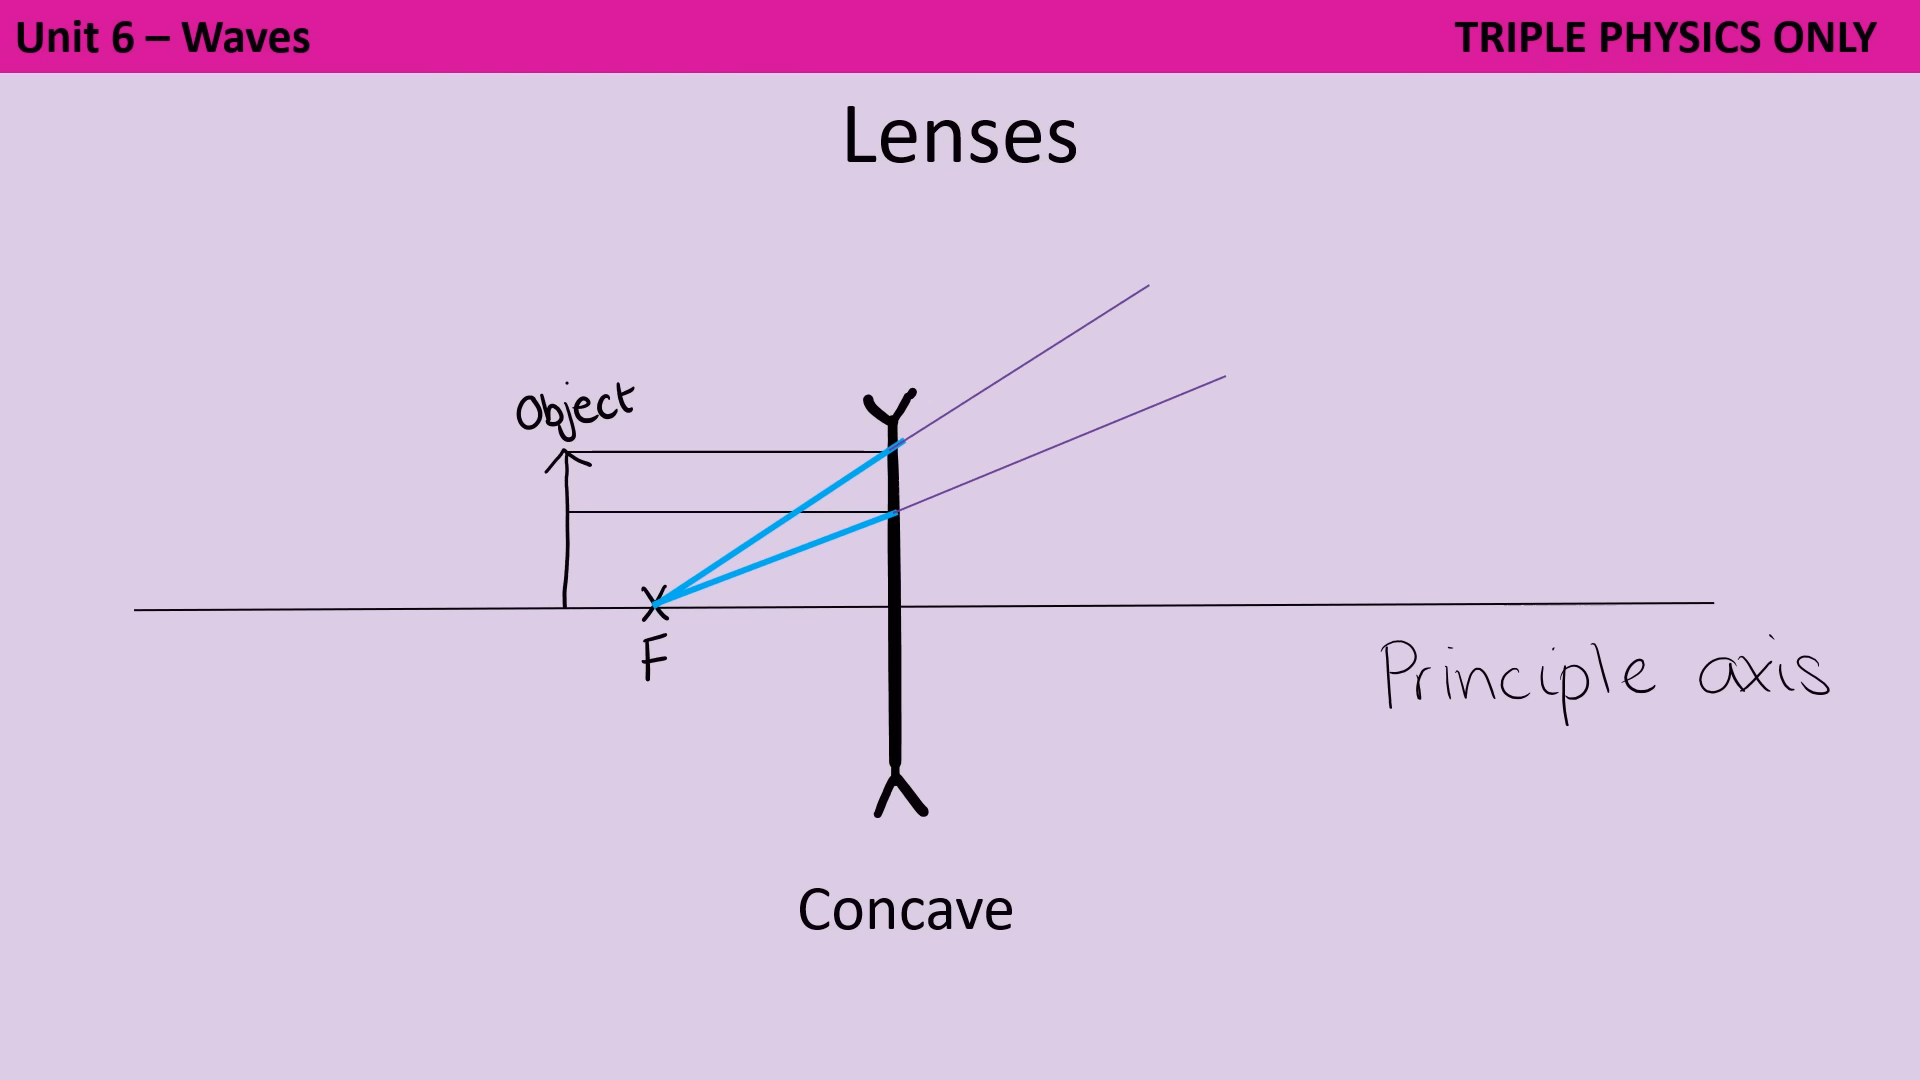 Unit 6 – Waves
TRIPLE PHYSICS ONLY
Lenses
Object
F
Principle axis
Concave